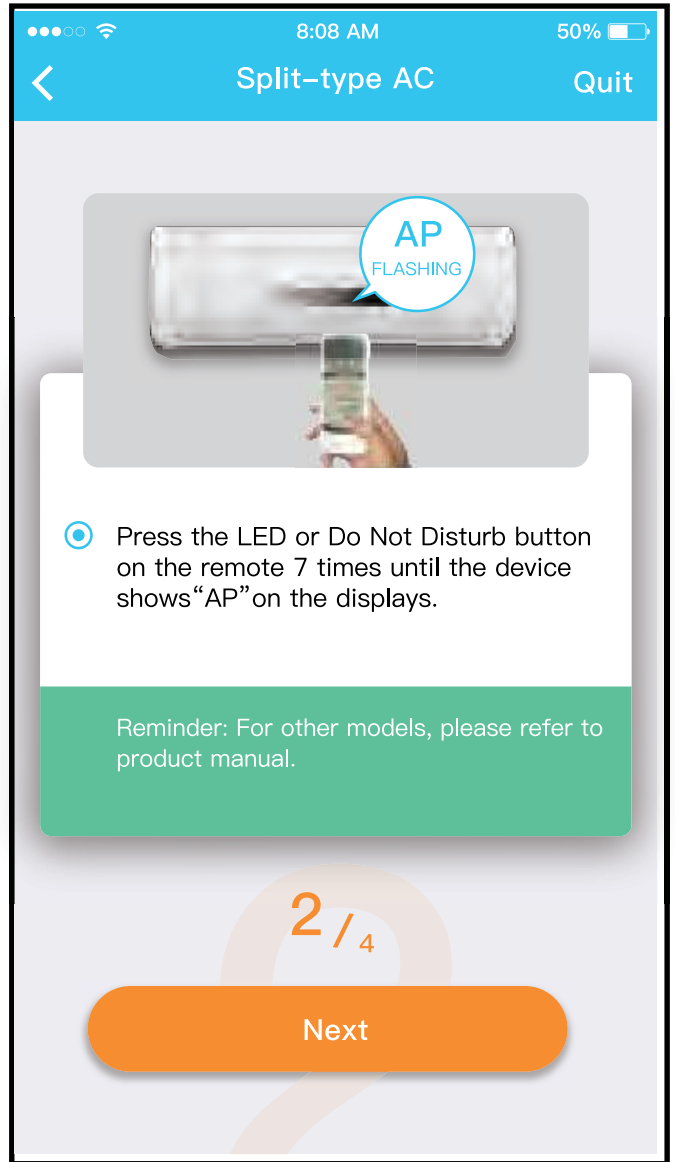 8:08 AM
50%
Split-type AC
Quit
AP
FLASHING
Press the LED or Do Not Disturb button
on the remote 7 times until the device
shows“AP”on the displays.
Reminder: For other models, please refer to
product manual.
2/4
Next
2